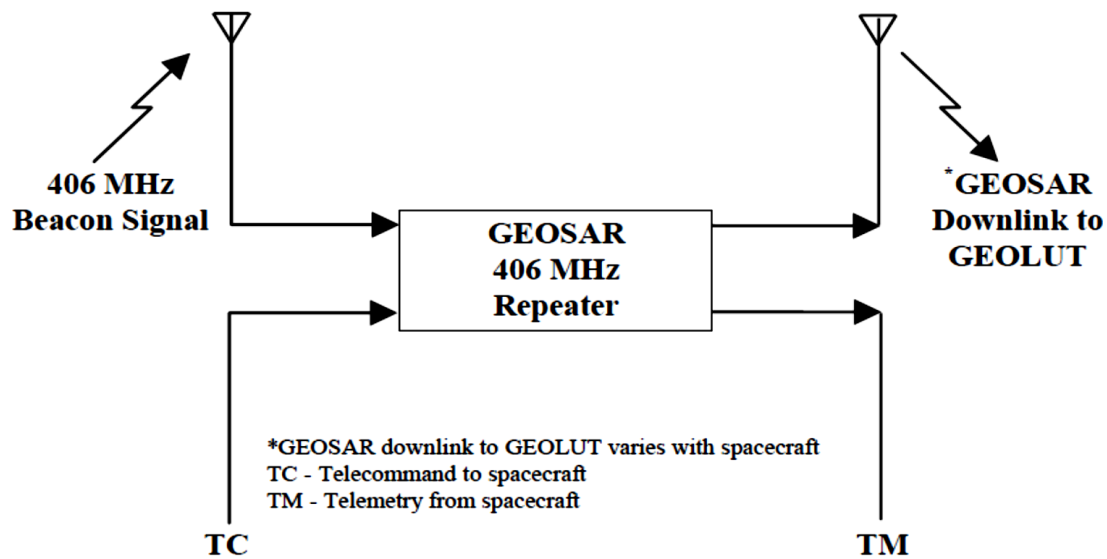 406 MHz
Beacon Signal
*GEOSAR
Downlink to
GEOLUT
GEOSAR
406 MHz
Repeater
*GEOSAR downlink to GEOLUT varies with spacecraft
TC - Telecommand to spacecraft
TM - Telemetry from spacecraft
TC
TM